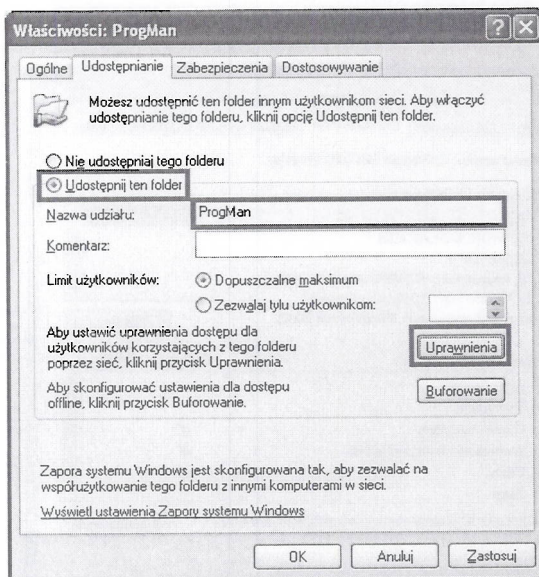 Właściwości: ProgMan
Ogólne Udostępnianie Zabezpieczenia Dostosowywanie
Możesz udostępnić ten folder innym użytkownikom sieci. Aby włączyć
udostępnianie tego folderu, kliknij opcję Udostępnij ten folder.
Nie udostępniaj tego folderu
Udostępnij ten folder
Nazwa udziału: ProgMan
Komentarz:
Limit użytkowników: Dopuszczalne maksimum
Zezwalaj tylu użytkownikom:
Aby ustawić uprawnienia dostępu dla
użytkowników korzystających z tego folderu
poprzez sieć, kliknij przycisk Uprawnienia.
Uprawnienia
Aby skonfigurować ustawienia dla dostępu
offline, kliknij przycisk Buforowanie.
Buforowanie
Zapora systemu Windows jest skonfigurowana tak, aby zezwalać na
współużytkowanie tego folderu z innymi komputerami w sieci.
Wyświetl ustawienia Zapory systemu Windows
OK Anuluj Zastosuj